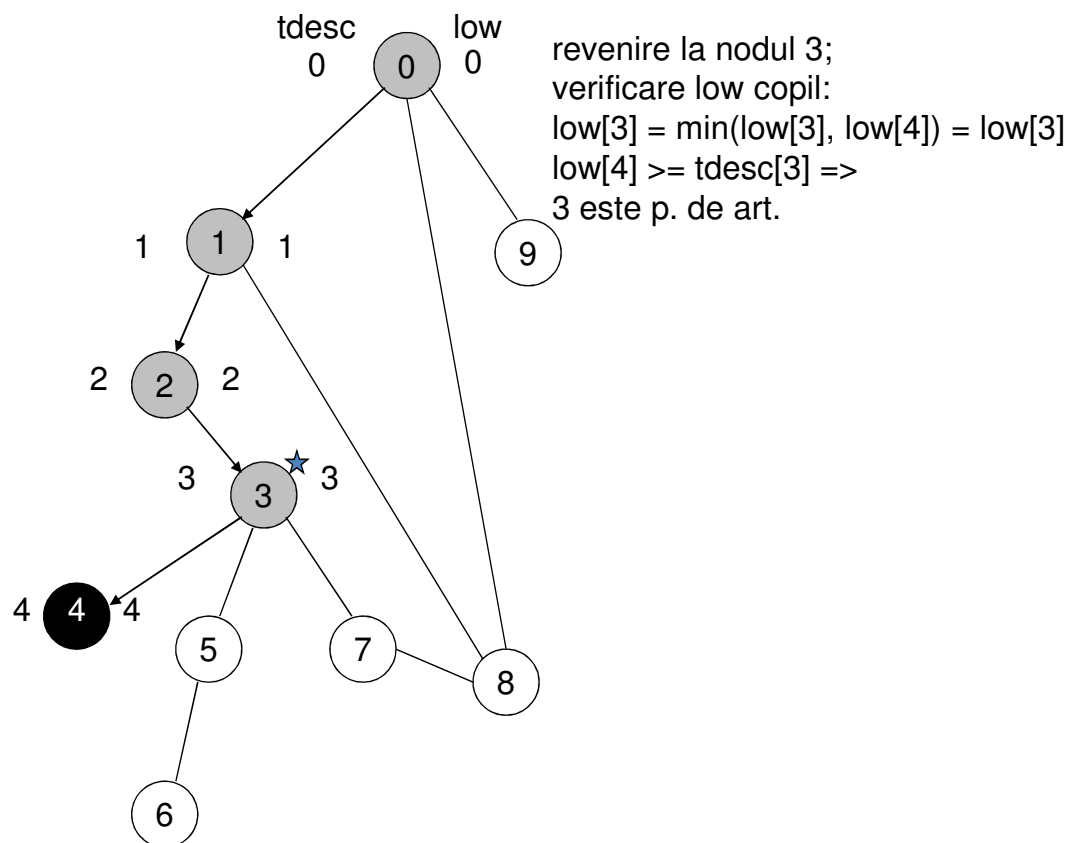 tdesc low
0 0 0
revenire la nodul 3;
verificare low copil:
low[3] = min(low[3], low[4]) = low[3]
low[4] >= tdesc[3] =>
3 este p. de art.
1 1 1
9
2 2 2
3 3 3
4 4 4
5
7
8
6